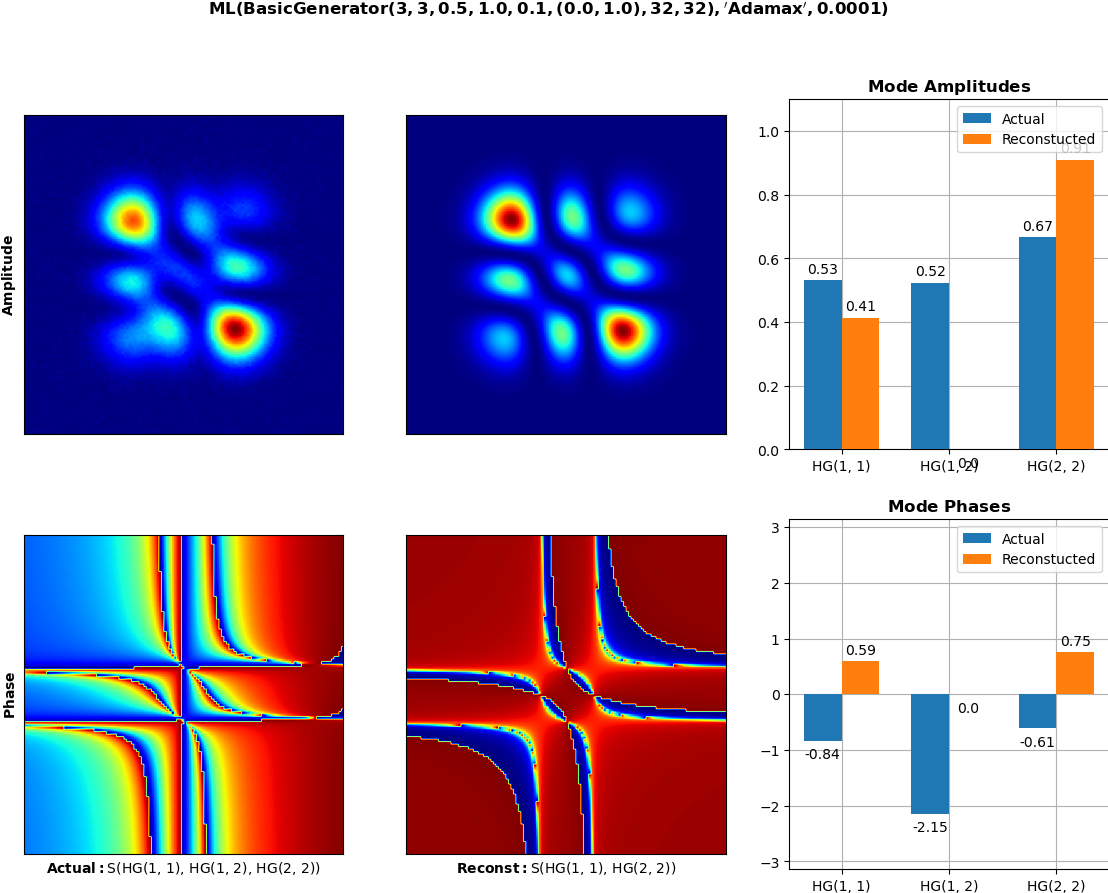 ML(BasicGenerator(3, 3, 0.5, 1.0, 0.1, (0.0, 1.0), 32, 32), 'Adamax', 0.0001)
Mode Amplitudes
Amplitude
1.0
0.8
0.6
0.4
0.2
0.0
Actual
Reconstucted
0.91
0.67
0.53
0.52
0.41
0.0
HG(1, 1)
HG(1, 2)
HG(2, 2)
Mode Phases
Phase
3
2
1
0
−1
−2
−3
Actual
Reconstucted
0.75
0.59
0.0
-0.61
-0.84
-2.15
HG(1, 1)
HG(1, 2)
HG(2, 2)
Actual: S(HG(1, 1), HG(1, 2), HG(2, 2))
Reconst: S(HG(1, 1), HG(2, 2))